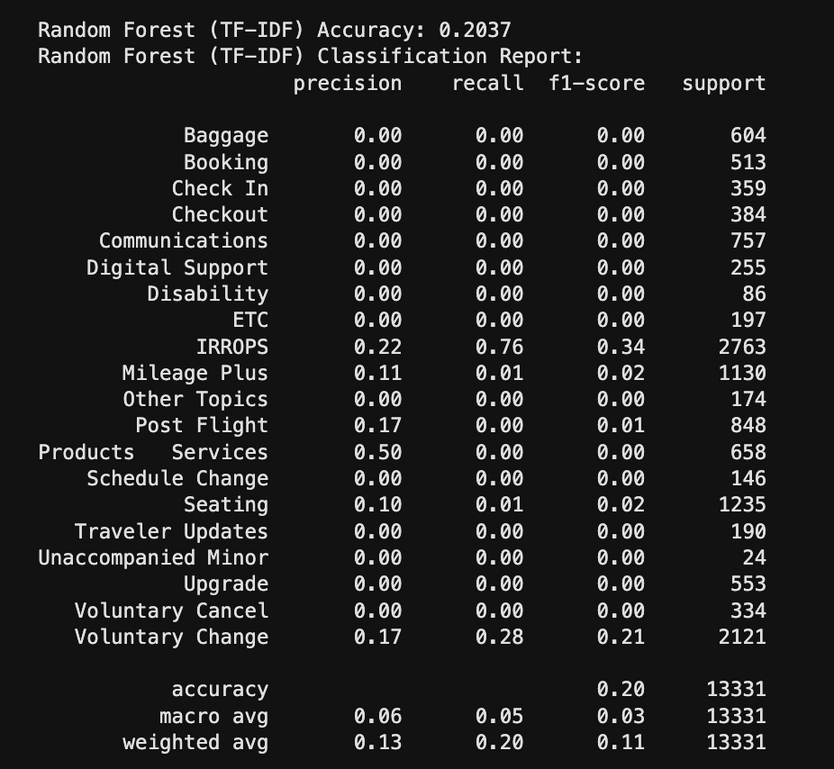 Random Forest (TF-IDF) Accuracy: 0.2037
Random Forest (TF-IDF) Classification Report:
precision recall f1-score support
Baggage 0.00 0.00 0.00 604
Booking 0.00 0.00 0.00 513
Check In 0.00 0.00 0.00 359
Checkout 0.00 0.00 0.00 384
Communications 0.00 0.00 0.00 757
Digital Support 0.00 0.00 0.00 255
Disability 0.00 0.00 0.00 86
ETC 0.00 0.00 0.00 197
IRROPS 0.22 0.76 0.34 2763
Mileage Plus 0.11 0.01 0.02 1130
Other Topics 0.00 0.00 0.00 174
Post Flight 0.17 0.00 0.01 848
Products   Services 0.50 0.00 0.00 658
Schedule Change 0.00 0.00 0.00 146
Seating 0.10 0.01 0.02 1235
Traveler Updates 0.00 0.00 0.00 190
Unaccompanied Minor 0.00 0.00 0.00 24
Upgrade 0.00 0.00 0.00 553
Voluntary Cancel 0.00 0.00 0.00 334
Voluntary Change 0.17 0.28 0.21 2121
accuracy 0.20 13331
macro avg 0.06 0.05 0.03 13331
weighted avg 0.13 0.20 0.11 13331